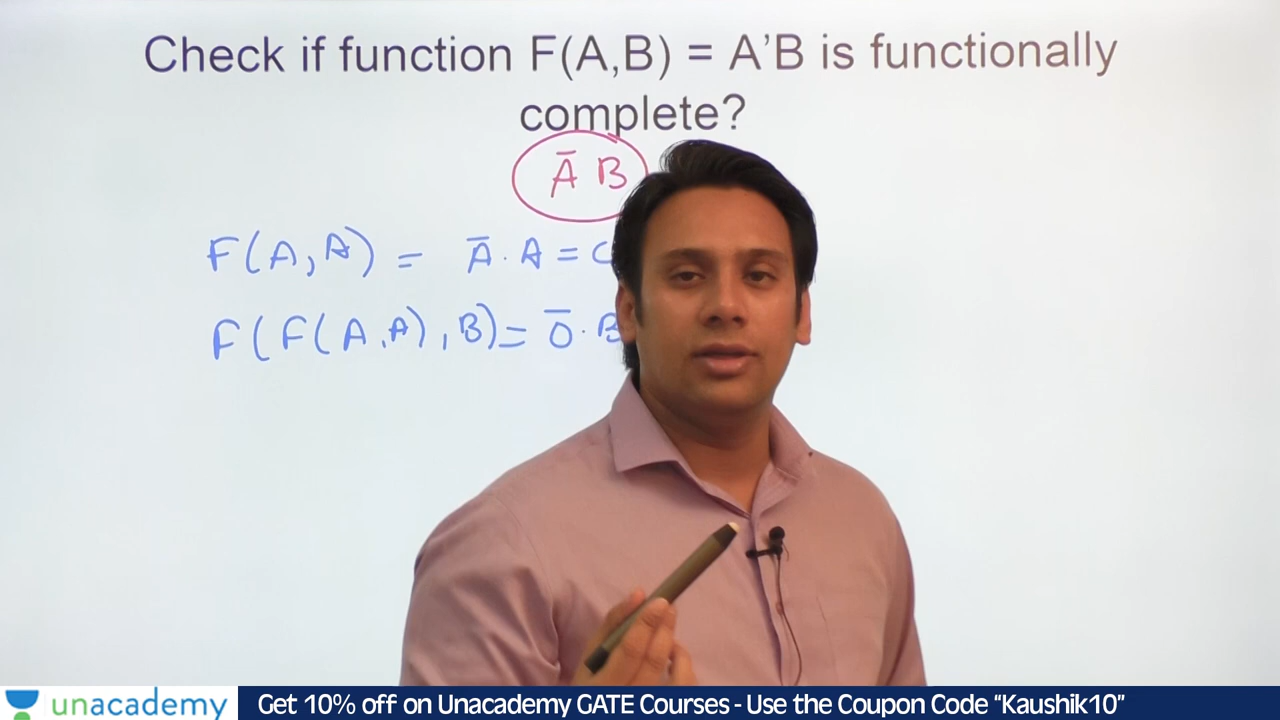 Check if function F(A,B) = A’B is functionally
complete?
Ā B
F(A,A) = Ā.A =
F(F(A,A),B)= 0̄.B
unacademy
Get 10% off on Unacademy GATE Courses - Use the Coupon Code “Kaushik10”